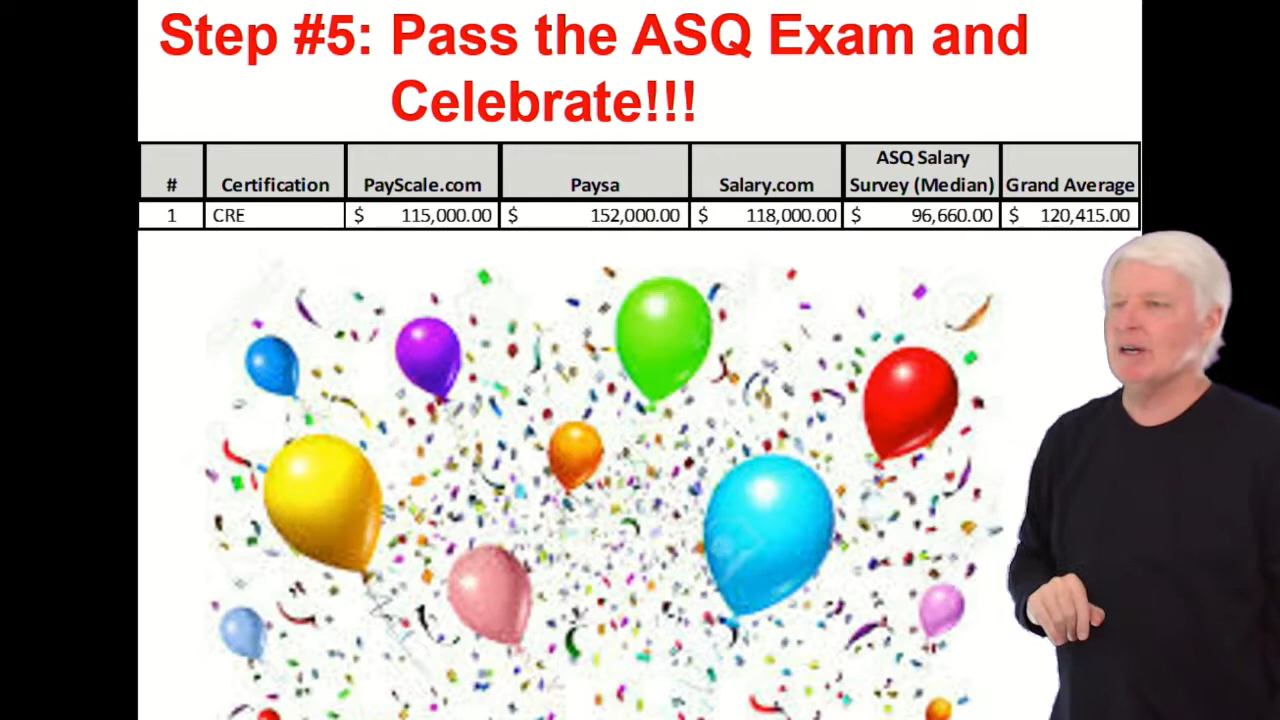 Step #5: Pass the ASQ Exam and
Celebrate!!!
# Certification PayScale.com Paysa Salary.com ASQ Salary Survey (Median) Grand Average
1 CRE $ 115,000.00 $ 152,000.00 $ 118,000.00 $ 96,660.00 $ 120,415.00